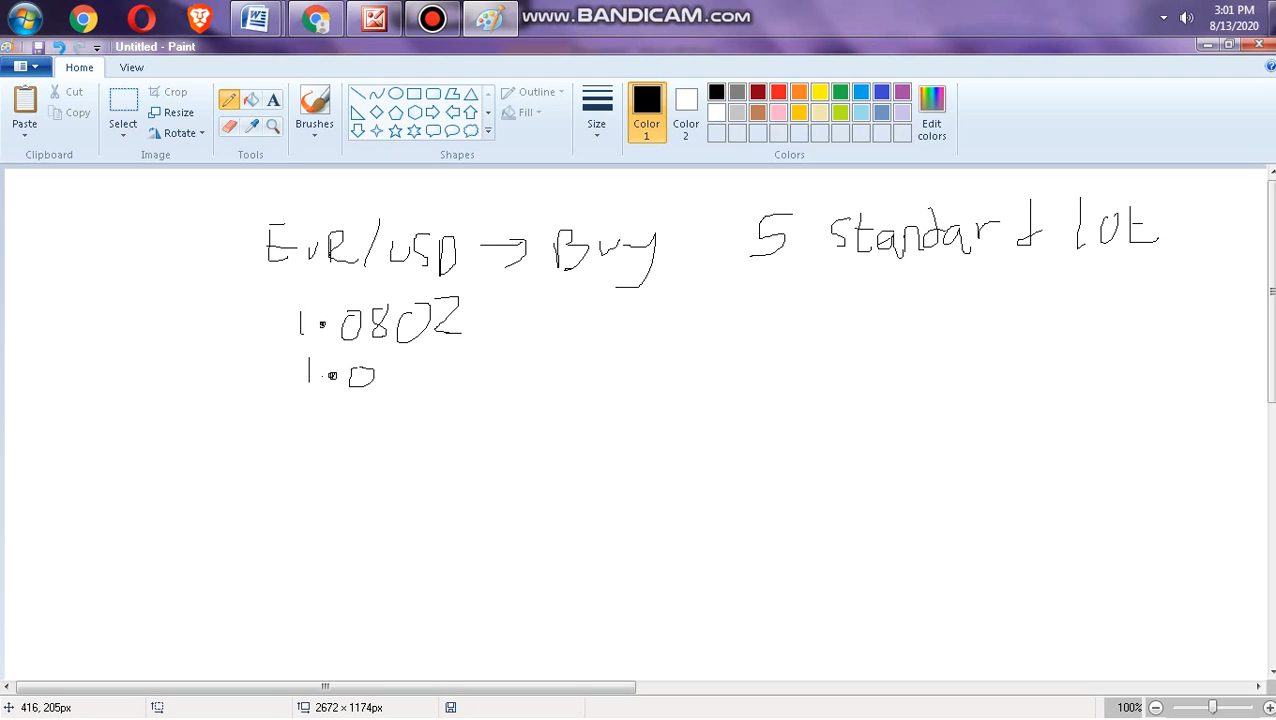 www.BANDICAM.com
3:01 PM
8/13/2020
Untitled - Paint
Home
View
Paste
Cut
Copy
Clipboard
Select
Crop
Resize
Rotate
Image
Tools
Brushes
Shapes
Outline
Fill
Size
Color 1
Color 2
Colors
Edit colors
EUR/USD → Buy 5 standard lot
1.0802
1.0
416, 205px
2672 × 1174px
100%